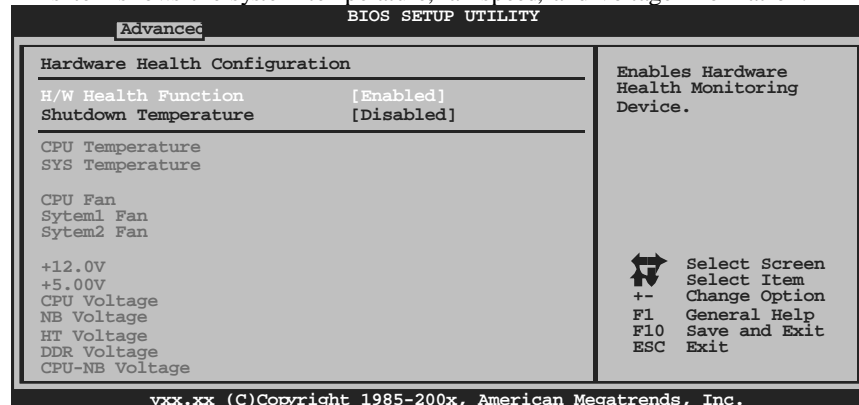 BIOS SETUP UTILITY
Advanced
Hardware Health Configuration
H/W Health Function [Enabled]
Shutdown Temperature [Disabled]
CPU Temperature
SYS Temperature
CPU Fan
Sytem1 Fan
Sytem2 Fan
+12.0V
+5.00V
CPU Voltage
NB Voltage
HT Voltage
DDR Voltage
CPU-NB Voltage
Enables Hardware
Health Monitoring
Device.
Select Screen
Select Item
+- Change Option
F1 General Help
F10 Save and Exit
ESC Exit
vxx.xx (C)Copyright 1985-200x, American Megatrends, Inc.